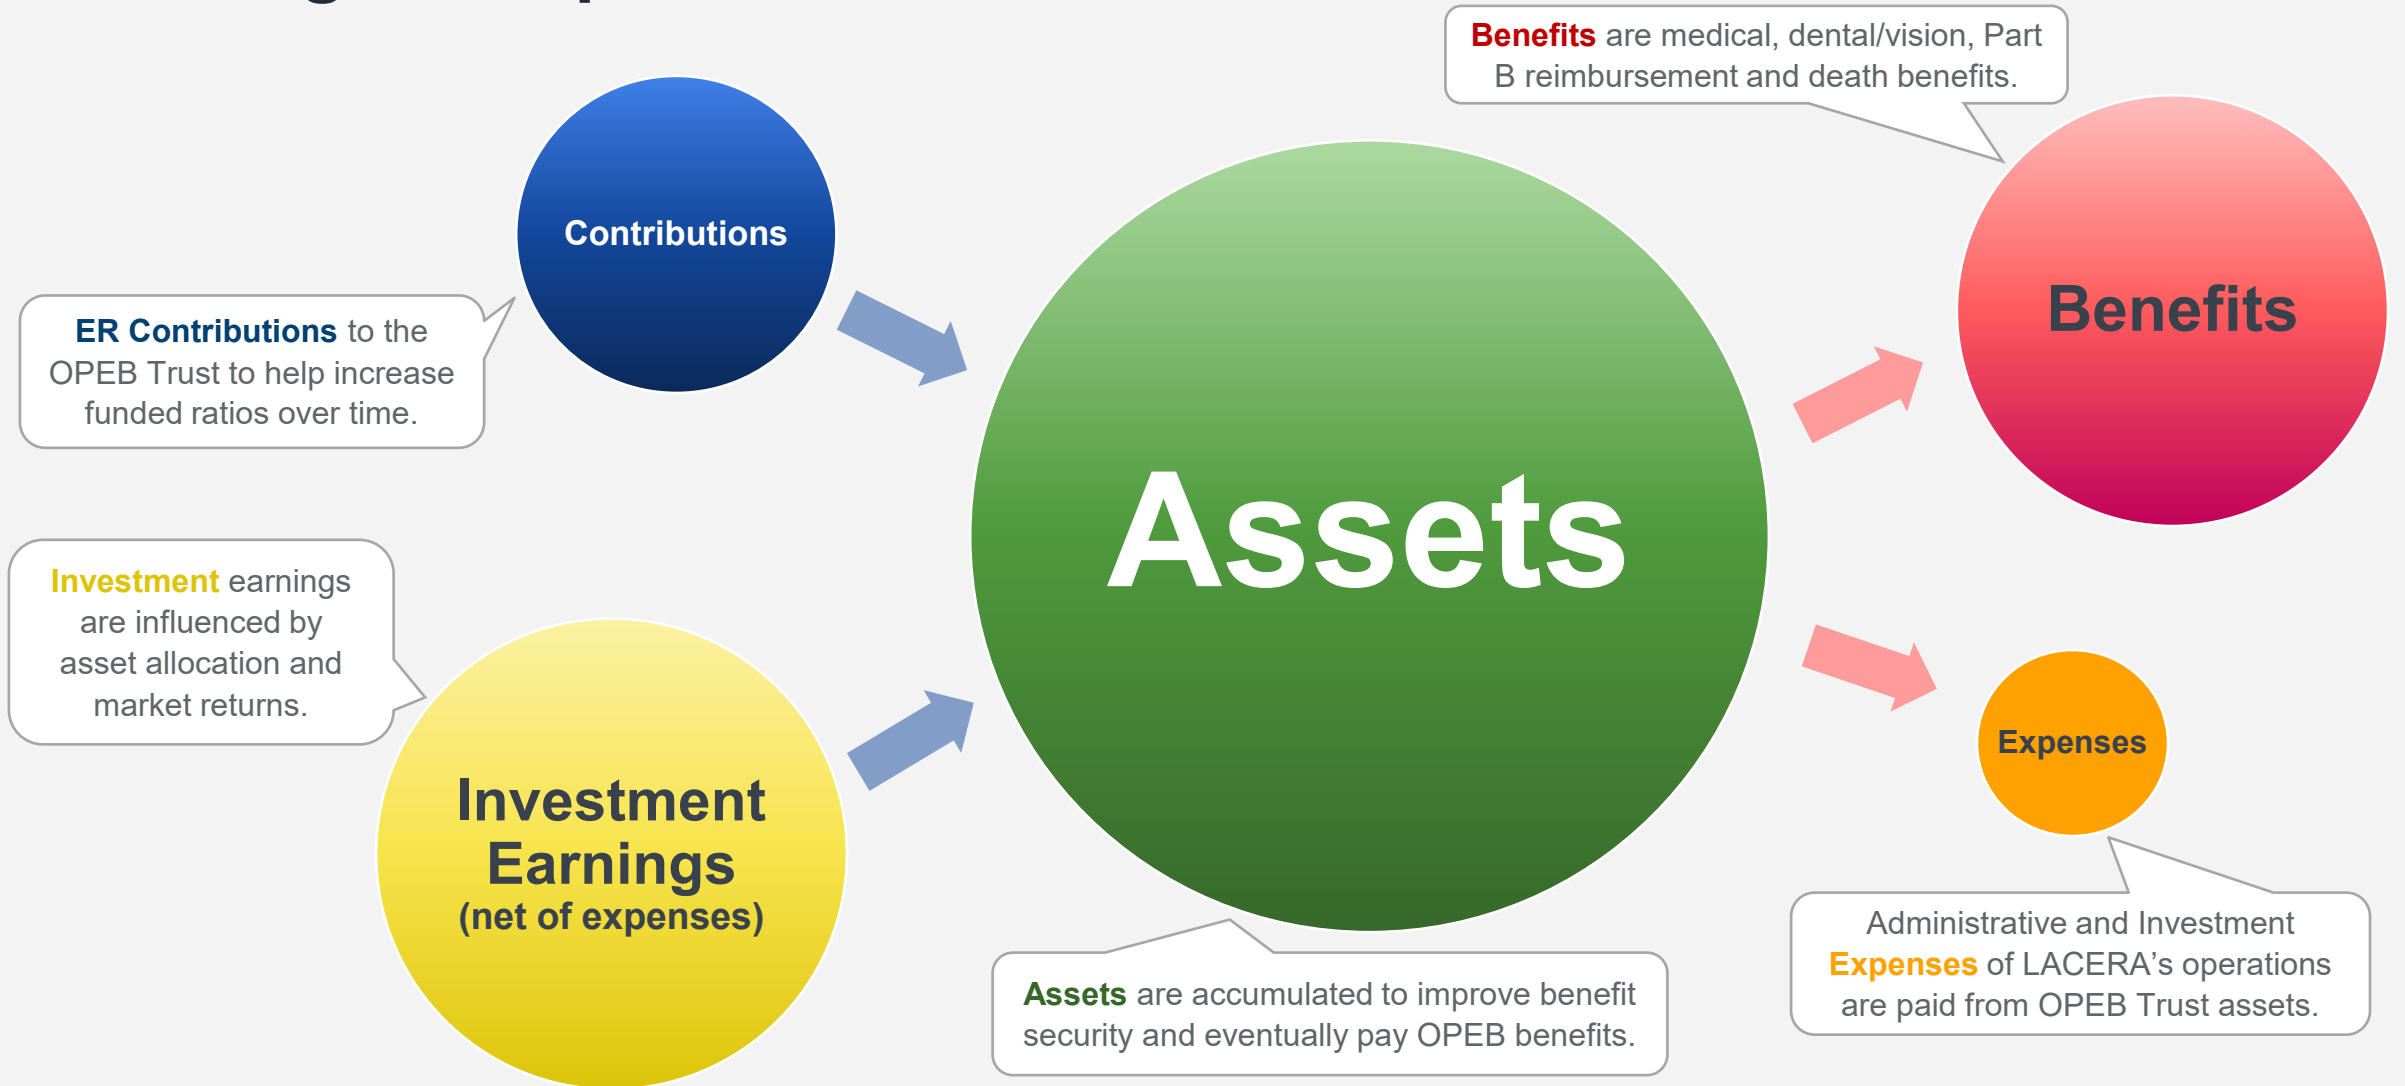 Benefits are medical, dental/vision, Part
B reimbursement and death benefits.
Contributions
ER Contributions to the
OPEB Trust to help increase
funded ratios over time.
Benefits
Assets
Investment earnings
are influenced by
asset allocation and
market returns.
Investment
Earnings
(net of expenses)
Expenses
Assets are accumulated to improve benefit
security and eventually pay OPEB benefits.
Administrative and Investment
Expenses of LACERA’s operations
are paid from OPEB Trust assets.